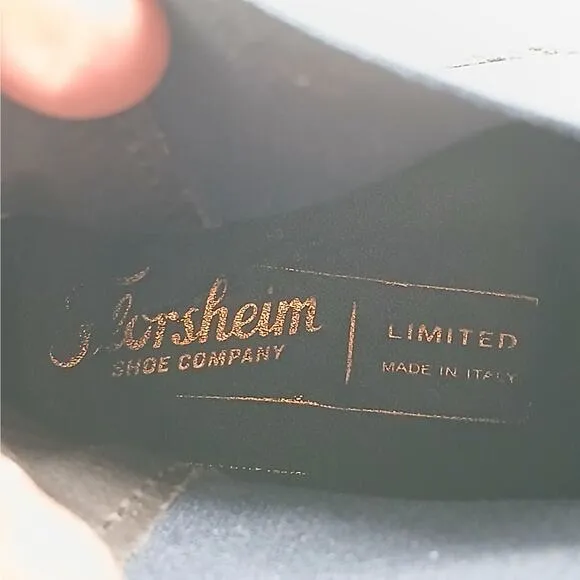 Florsheim
SHOE COMPANY
LIMITED
MADE IN ITALY